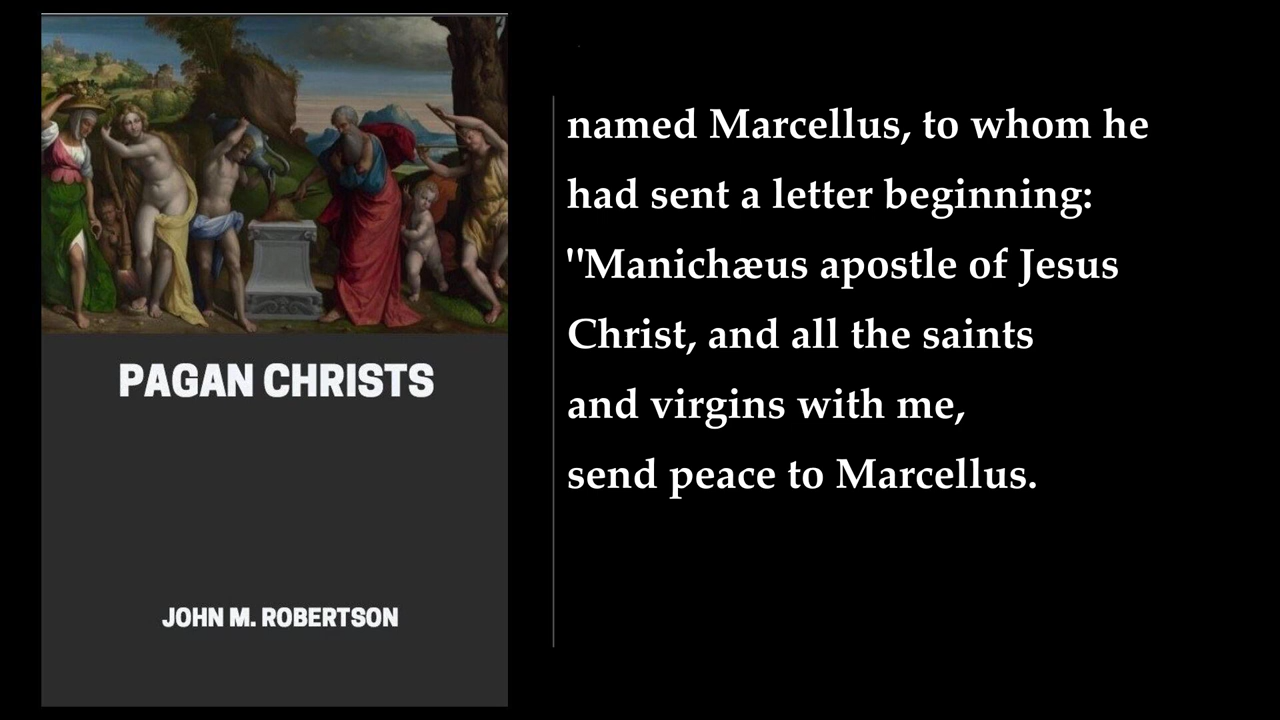 PAGAN CHRISTS
JOHN M. ROBERTSON
named Marcellus, to whom he
had sent a letter beginning:
"Manichæus apostle of Jesus
Christ, and all the saints
and virgins with me,
send peace to Marcellus.